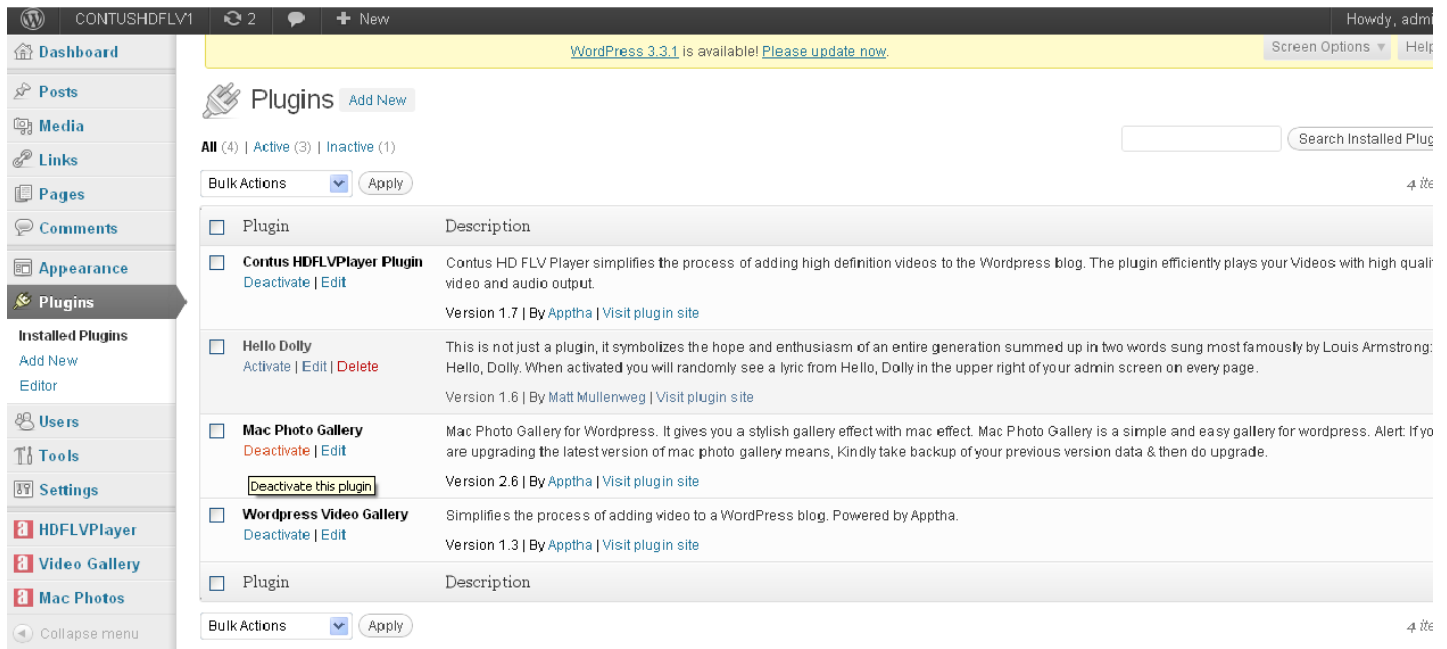 CONTUSHDFLV1 2 New Howdy, admi
WordPress 3.3.1 is available! Please update now.
Screen Options Help
Dashboard
Posts
Media
Links
Pages
Comments
Appearance
Plugins
Installed Plugins
Add New
Editor
Users
Tools
Settings
HDFLVPlayer
Video Gallery
Mac Photos
Collapse menu
Plugins Add New
All (4) | Active (3) | Inactive (1)
Search Installed Plug
Bulk Actions Apply 4 ite
Plugin Description
Contus HDFLVPlayer Plugin
Deactivate | Edit
Contus HD FLV Player simplifies the process of adding high definition videos to the Wordpress blog. The plugin efficiently plays your Videos with high quali
video and audio output.
Version 1.7 | By Apptha | Visit plugin site
Hello Dolly
Activate | Edit | Delete
This is not just a plugin, it symbolizes the hope and enthusiasm of an entire generation summed up in two words sung most famously by Louis Armstrong:
Hello, Dolly. When activated you will randomly see a lyric from Hello, Dolly in the upper right of your admin screen on every page.
Version 1.6 | By Matt Mullenweg | Visit plugin site
Mac Photo Gallery
Deactivate | Edit
Deactivate this plugin
Mac Photo Gallery for Wordpress. It gives you a stylish gallery effect with mac effect. Mac Photo Gallery is a simple and easy gallery for wordpress. Alert: If yo
are upgrading the latest version of mac photo gallery means, Kindly take backup of your previous version data & then do upgrade.
Version 2.6 | By Apptha | Visit plugin site
Wordpress Video Gallery
Deactivate | Edit
Simplifies the process of adding video to a WordPress blog. Powered by Apptha.
Version 1.3 | By Apptha | Visit plugin site
Plugin Description
Bulk Actions Apply 4 ite